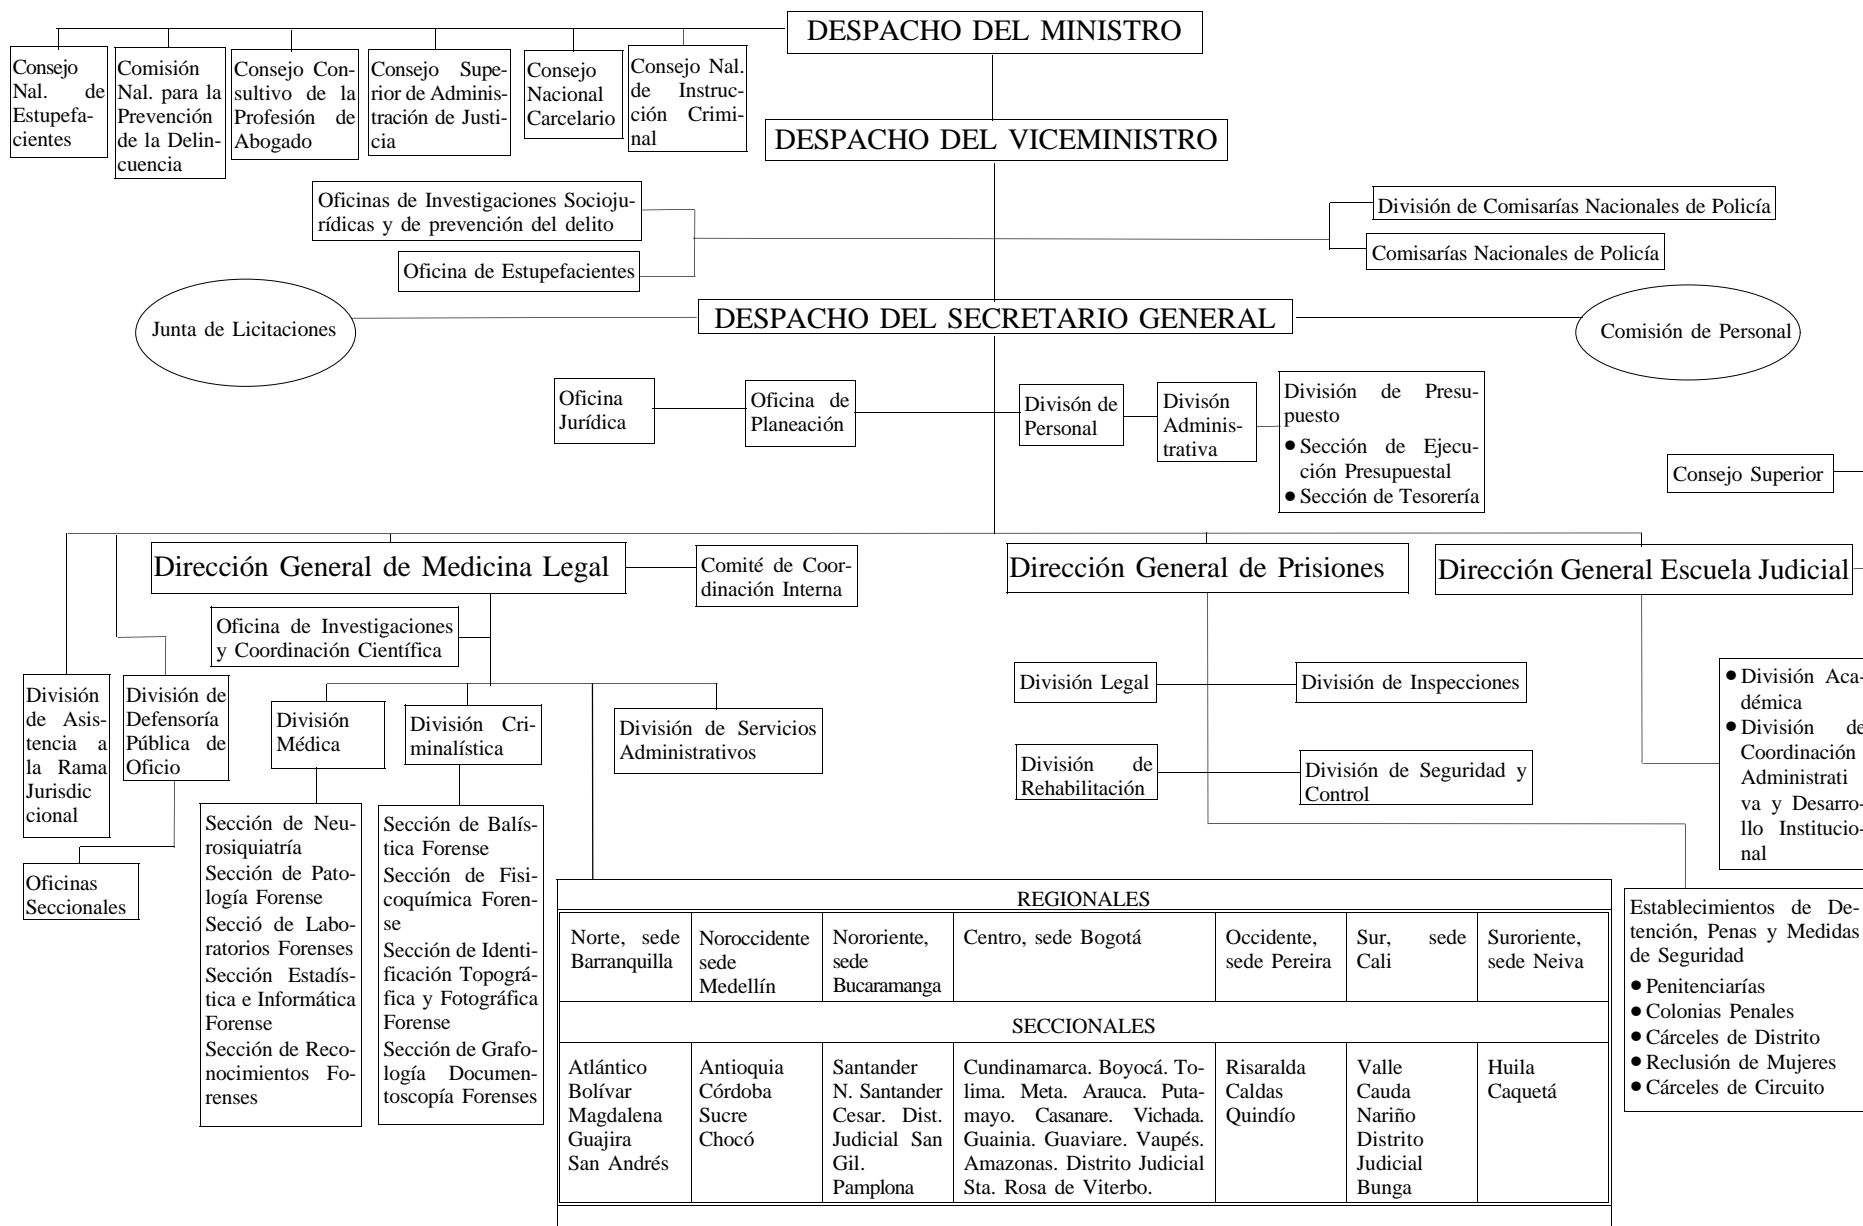 DESPACHO DEL MINISTRO
Consejo
Nal. de
Estupefa-
cientes
Comisión
Nal. para la
Prevención
de la Delin-
cuencia
Consejo Con-
sultivo de la
Profesión de
Abogado
Consejo Supe-
rior de Adminis-
tración de Justi-
cia
Consejo
Nacional
Carcelario
Consejo Nal.
de Instruc-
ción Crimi-
nal
DESPACHO DEL VICEMINISTRO
Oficinas de Investigaciones Socioju-
rídicas y de prevención del delito
Oficina de Estupefacientes
División de Comisarías Nacionales de Policía
Comisarías Nacionales de Policía
Junta de Licitaciones
DESPACHO DEL SECRETARIO GENERAL
Comisión de Personal
Oficina
Jurídica
Oficina de
Planeación
Divisón de
Personal
Divisón
Adminis-
trativa
División de Presu-
puesto
● Sección de Ejecu-
ción Presupuestal
● Sección de Tesorería
Consejo Superior
Dirección General de Medicina Legal
Comité de Coor-
dinación Interna
Dirección General de Prisiones
Dirección General Escuela Judicial
Oficina de Investigaciones
y Coordinación Científica
División
de Asis-
tencia a
la Rama
Jurisdic
cional
División de
Defensoría
Pública de
Oficio
Oficinas
Seccionales
División
Médica
División Cri-
minalística
División de Servicios
Administrativos
Sección de Neu-
rosiquiatría
Sección de Pato-
logía Forense
Secció de Labo-
ratorios Forenses
Sección Estadís-
tica e Informática
Forense
Sección de Reco-
nocimientos Fo-
renses
Sección de Balís-
tica Forense
Sección de Fisi-
coquímica Foren-
se
Sección de Identi-
ficación Topográ-
fica y Fotográfica
Forense
Sección de Grafo-
logía Documen-
toscopía Forenses
División Legal
División de Inspecciones
División de
Rehabilitación
División de Seguridad y
Control
● División Aca-
démica
● División de
Coordinación
Administrati
va y Desarro-
llo Institucio-
nal
Establecimientos de De-
tención, Penas y Medidas
de Seguridad
● Penitenciarías
● Colonias Penales
● Cárceles de Distrito
● Reclusión de Mujeres
● Cárceles de Circuito
REGIONALES
Norte, sede
Barranquilla
Noroccidente
sede
Medellín
Nororiente,
sede
Bucaramanga
Centro, sede Bogotá
Occidente,
sede Pereira
Sur, sede
Cali
Suroriente,
sede Neiva
SECCIONALES
Atlántico
Bolívar
Magdalena
Guajira
San Andrés
Antioquia
Córdoba
Sucre
Chocó
Santander
N. Santander
Cesar. Dist.
Judicial San
Gil.
Pamplona
Cundinamarca. Boyocá. To-
lima. Meta. Arauca. Puta-
mayo. Casanare. Vichada.
Guainia. Guaviare. Vaupés.
Amazonas. Distrito Judicial
Sta. Rosa de Viterbo.
Risaralda
Caldas
Quindío
Valle
Cauda
Nariño
Distrito
Judicial
Bunga
Huila
Caquetá